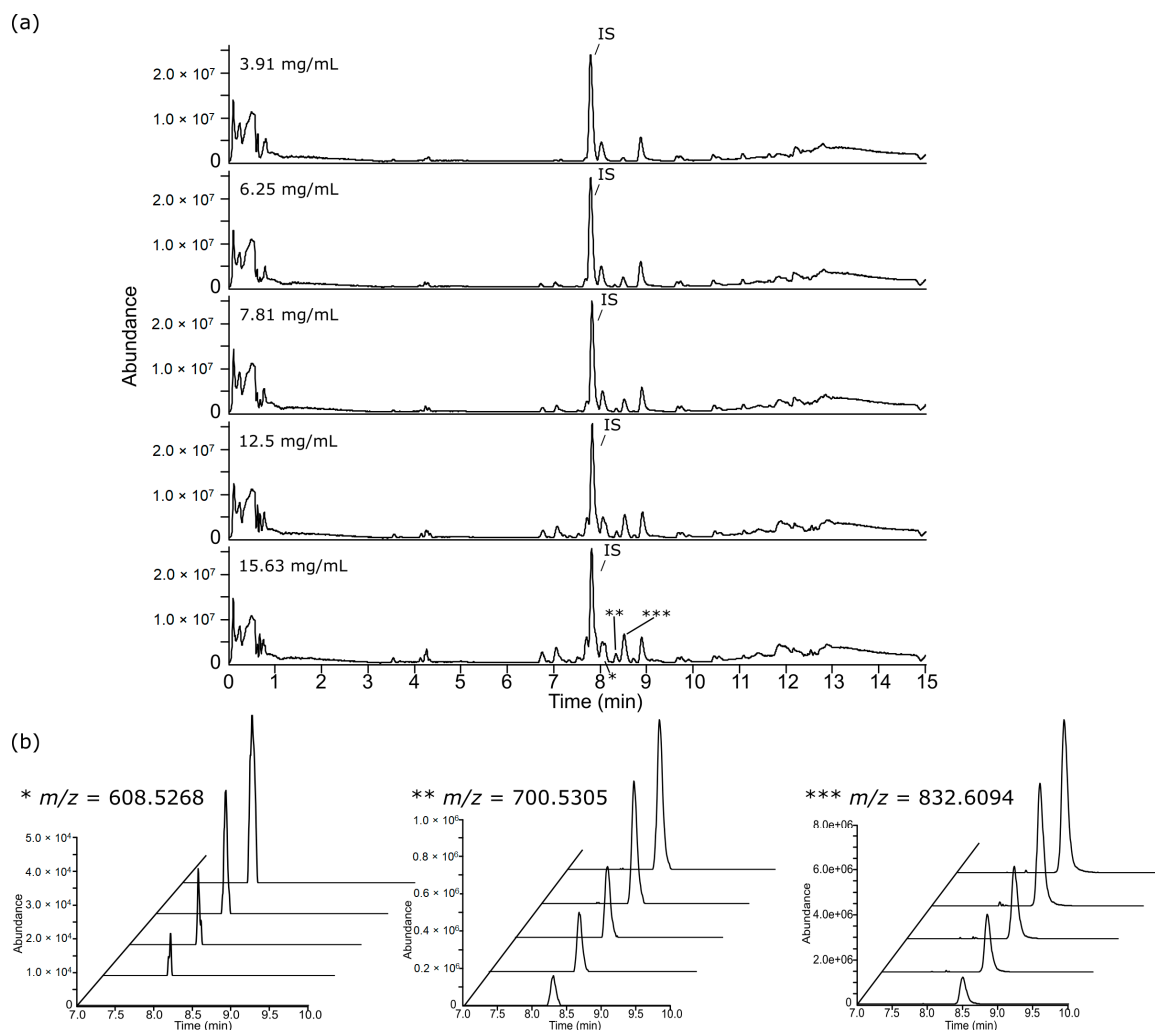 (a)
IS
3.91 mg/mL
2.0 × 10⁷
1.0 × 10⁷
0
IS
6.25 mg/mL
2.0 × 10⁷
1.0 × 10⁷
0
IS
7.81 mg/mL
2.0 × 10⁷
1.0 × 10⁷
0
Abundance
IS
12.5 mg/mL
2.0 × 10⁷
1.0 × 10⁷
0
IS
15.63 mg/mL
2.0 × 10⁷
** ***
1.0 × 10⁷
0
*
0 1 2 3 4 5 6 7 8 9 10 11 12 13 14 15
Time (min)
(b)
* m/z = 608.5268
5.0 × 10⁴
4.0 × 10⁴
3.0 × 10⁴
2.0 × 10⁴
1.0 × 10⁴
0
Abundance
7.0 7.5 8.0 8.5 9.0 9.5 10.0
Time (min)
** m/z = 700.5305
1.0 × 10⁶
0.8 × 10⁶
0.6 × 10⁶
0.4 × 10⁶
0.2 × 10⁶
0
Abundance
7.0 7.5 8.0 8.5 9.0 9.5 10.0
Time (min)
*** m/z = 832.6094
8.0e+06
6.0e+06
4.0e+06
2.0e+06
0
Abundance
7.0 7.5 8.0 8.5 9.0 9.5 10.0
Time (min)